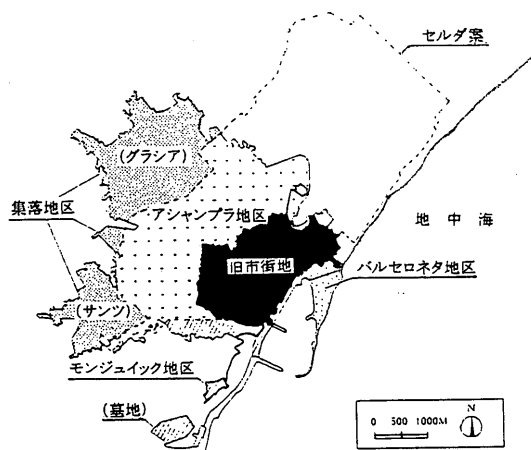 セルダ案
(グラシア)
集落地区
アシャンプラ地区
地中海
旧市街地
バルセロネタ地区
(サンツ)
モンジュイック地区
(墓地)
0 500 1000M
N